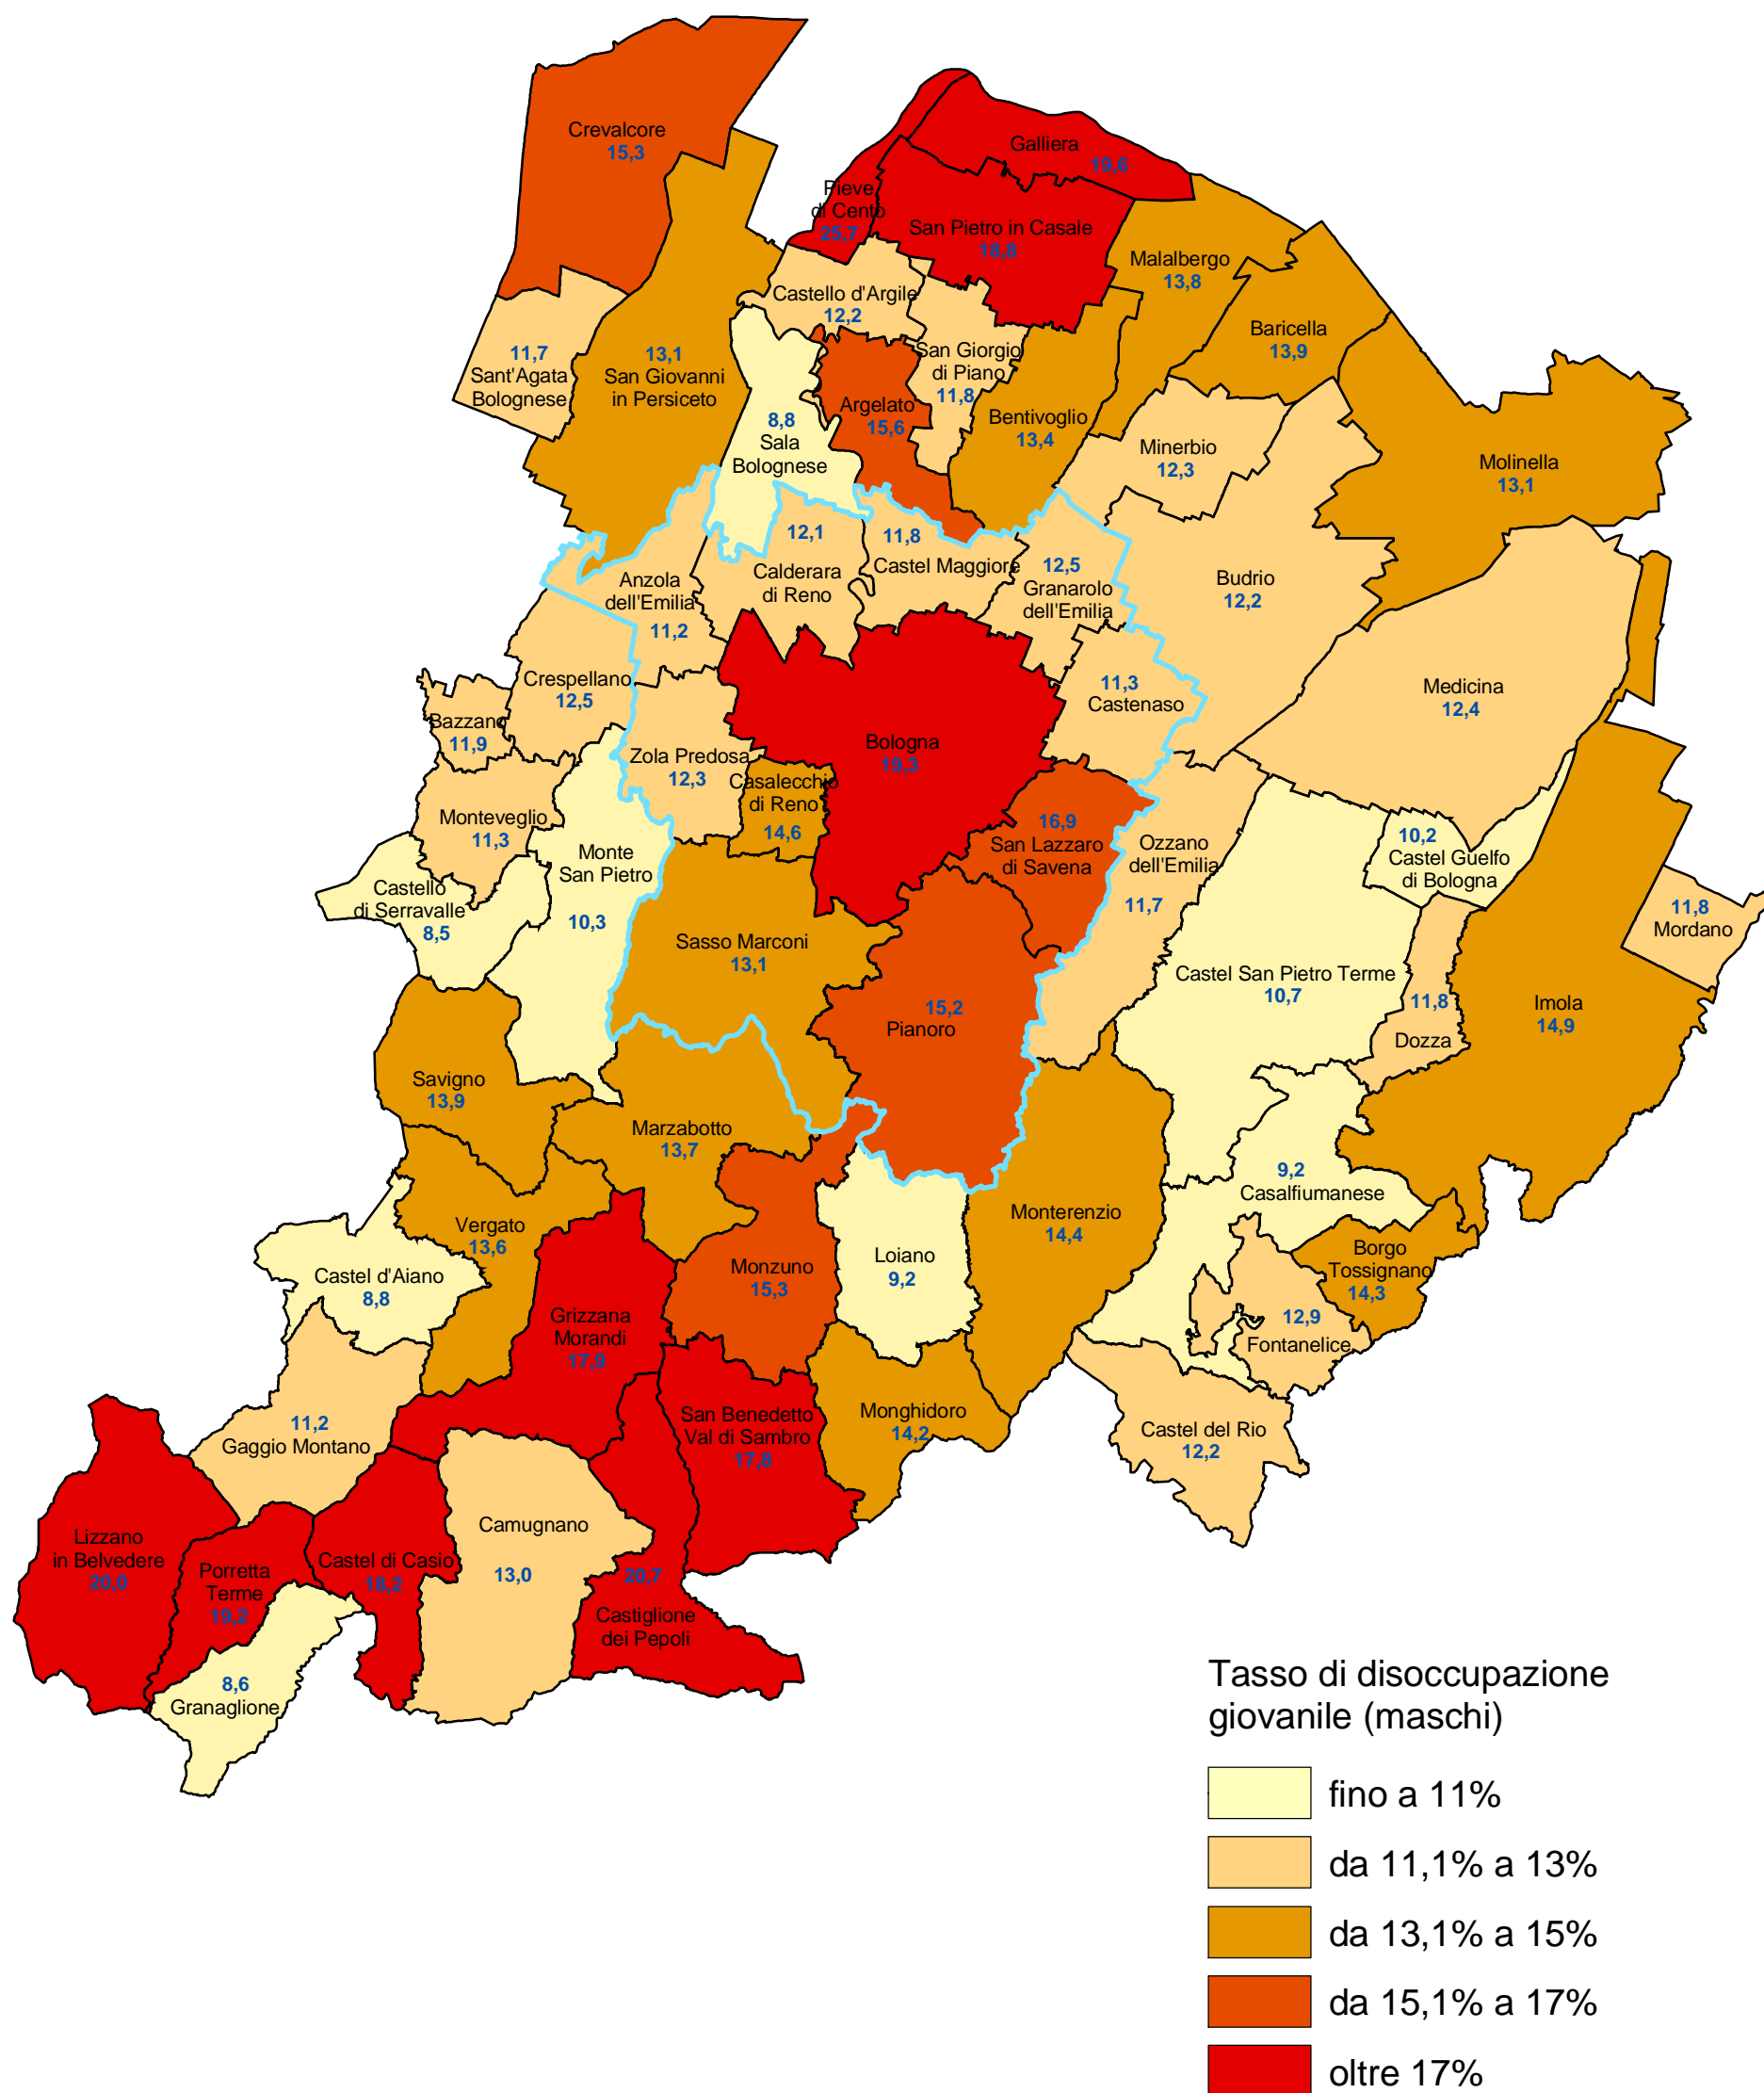 Crevalcore
15,3
Galliera
19,6
Pieve
di Cento
25,7
San Pietro in Casale
18,8
Malalbergo
13,8
Castello d'Argile
12,2
Baricella
13,9
11,7
Sant'Agata
Bolognese
13,1
San Giovanni
in Persiceto
San Giorgio
di Piano
11,8
Argelato
15,6
8,8
Sala
Bolognese
Bentivoglio
13,4
Minerbio
12,3
Molinella
13,1
12,1
Calderara
di Reno
11,8
Castel Maggiore
12,5
Granarolo
dell'Emilia
Budrio
12,2
Anzola
dell'Emilia
11,2
Crespellano
12,5
11,3
Castenaso
Medicina
12,4
Bazzano
11,9
Zola Predosa
12,3
Bologna
19,3
Casalecchio
di Reno
14,6
Monteveglio
11,3
16,9
San Lazzaro
di Savena
Ozzano
dell'Emilia
11,7
10,2
Castel Guelfo
di Bologna
Monte
San Pietro
10,3
Castello
di Serravalle
8,5
11,8
Mordano
Sasso Marconi
13,1
Castel San Pietro Terme
10,7
15,2
Pianoro
11,8
Dozza
Imola
14,9
Savigno
13,9
Marzabotto
13,7
9,2
Casalfiumanese
Vergato
13,6
Monterenzio
14,4
Castel d'Aiano
8,8
Monzuno
15,3
Loiano
9,2
Borgo
Tossignano
14,3
Grizzana
Morandi
17,9
12,9
Fontanelice
11,2
Gaggio Montano
San Benedetto
Val di Sambro
17,8
Monghidoro
14,2
Castel del Rio
12,2
Lizzano
in Belvedere
20,0
Porretta
Terme
19,2
Castel di Casio
18,2
Camugnano
13,0
20,7
Castiglione
dei Pepoli
8,6
Granaglione
Tasso di disoccupazione
giovanile (maschi)
fino a 11%
da 11,1% a 13%
da 13,1% a 15%
da 15,1% a 17%
oltre 17%